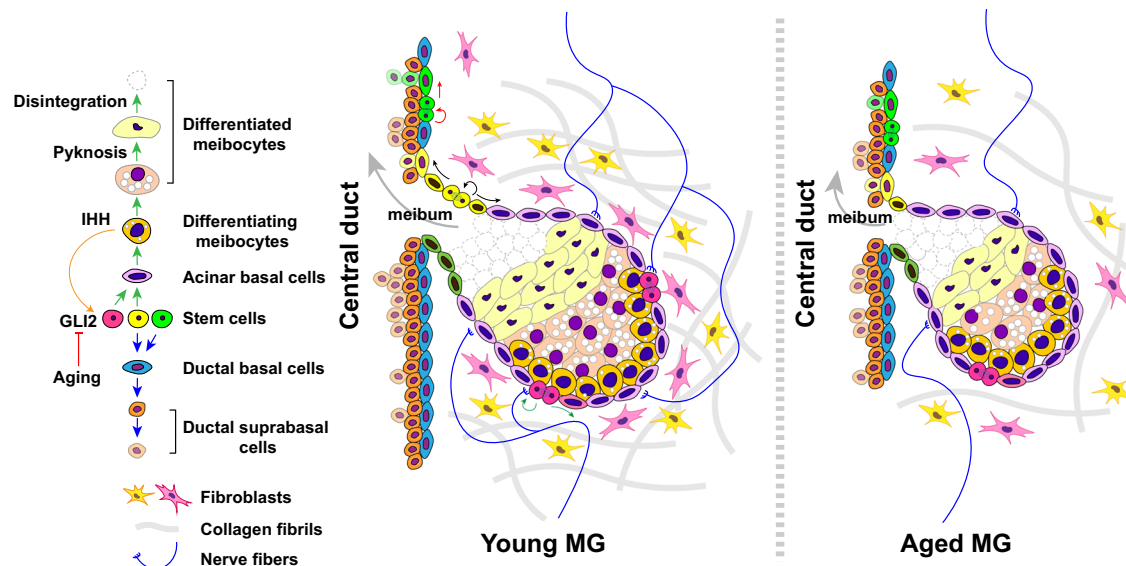 Disintegration
Differentiated
meibocytes
Pyknosis
IHH
Differentiating
meibocytes
Acinar basal cells
GLI2
Stem cells
Aging
Ductal basal cells
Ductal suprabasal
cells
Fibroblasts
Collagen fibrils
Nerve fibers
Central duct
meibum
Young MG
Central duct
meibum
Aged MG